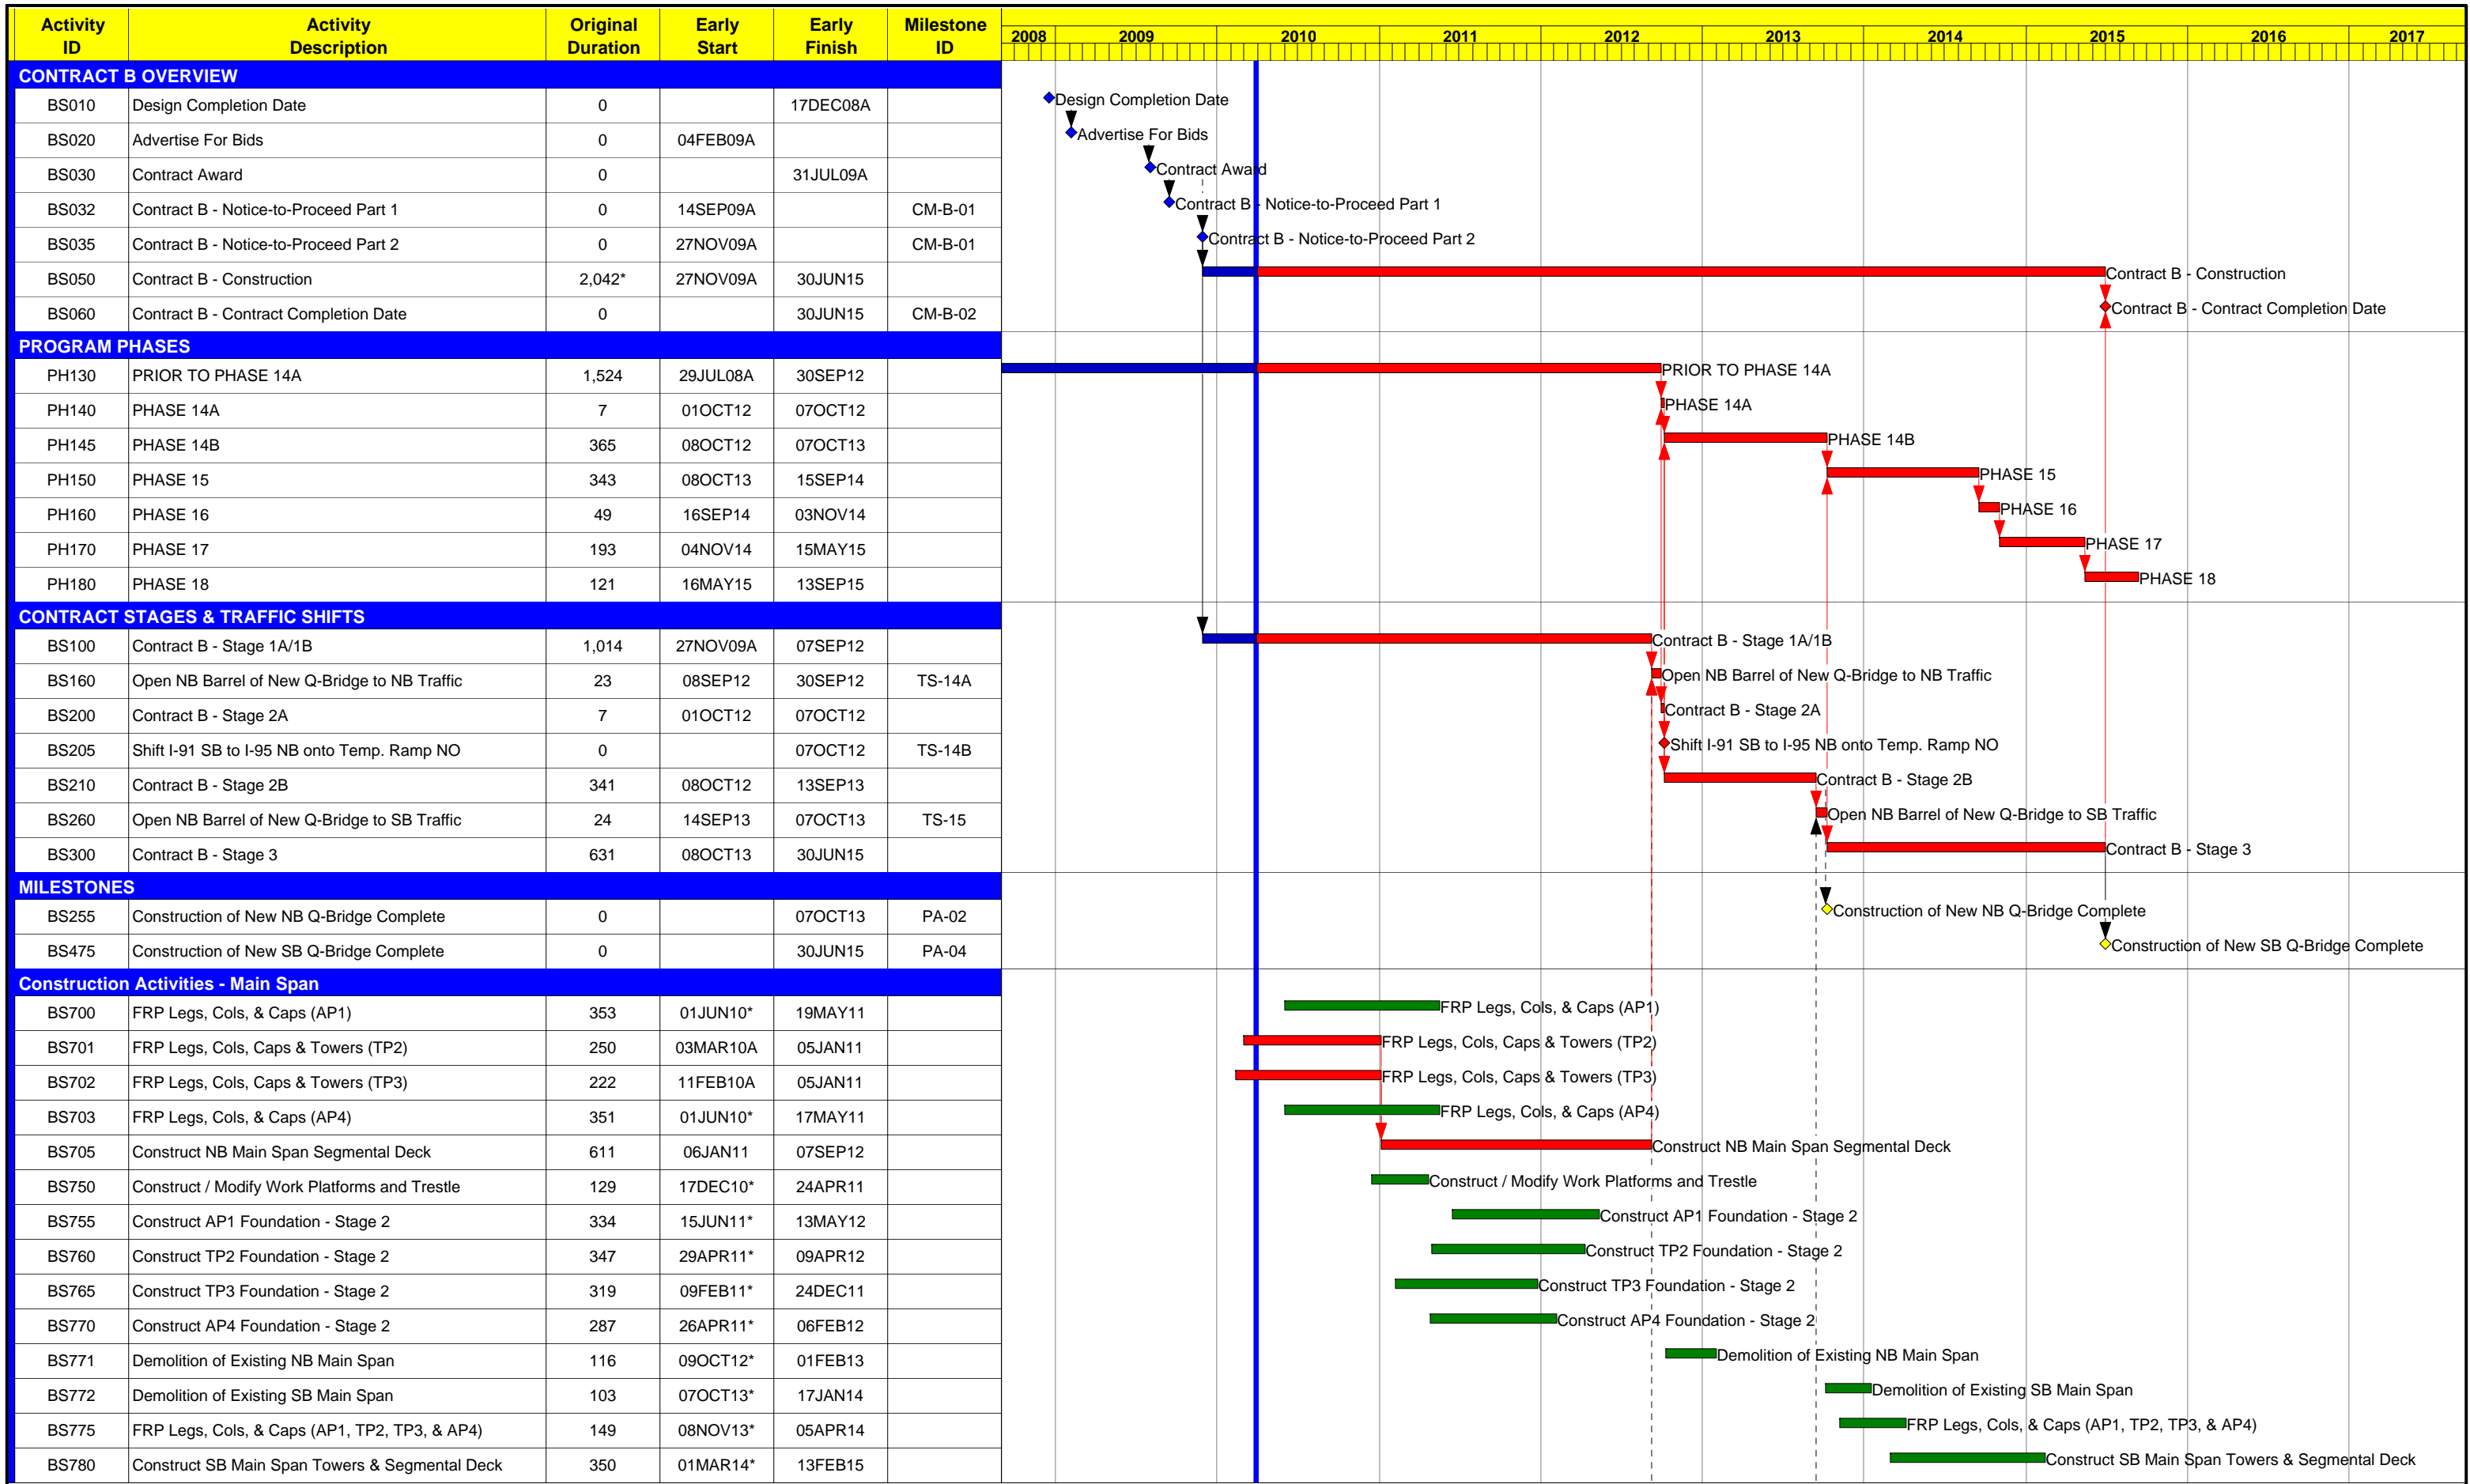 Activity ID Activity Description Original Duration Early Start Early Finish Milestone ID 2008 2009 2010 2011 2012 2013 2014 2015 2016 2017
CONTRACT B OVERVIEW
BS010 Design Completion Date 0 17DEC08A Design Completion Date
BS020 Advertise For Bids 0 04FEB09A Advertise For Bids
BS030 Contract Award 0 31JUL09A Contract Award
BS032 Contract B - Notice-to-Proceed Part 1 0 14SEP09A CM-B-01 Contract B - Notice-to-Proceed Part 1
BS035 Contract B - Notice-to-Proceed Part 2 0 27NOV09A CM-B-01 Contract B - Notice-to-Proceed Part 2
BS050 Contract B - Construction 2,042* 27NOV09A 30JUN15 Contract B - Construction
BS060 Contract B - Contract Completion Date 0 30JUN15 CM-B-02 Contract B - Contract Completion Date
PROGRAM PHASES
PH130 PRIOR TO PHASE 14A 1,524 29JUL08A 30SEP12 PRIOR TO PHASE 14A
PH140 PHASE 14A 7 01OCT12 07OCT12 PHASE 14A
PH145 PHASE 14B 365 08OCT12 07OCT13 PHASE 14B
PH150 PHASE 15 343 08OCT13 15SEP14 PHASE 15
PH160 PHASE 16 49 16SEP14 03NOV14 PHASE 16
PH170 PHASE 17 193 04NOV14 15MAY15 PHASE 17
PH180 PHASE 18 121 16MAY15 13SEP15 PHASE 18
CONTRACT STAGES & TRAFFIC SHIFTS
BS100 Contract B - Stage 1A/1B 1,014 27NOV09A 07SEP12 Contract B - Stage 1A/1B
BS160 Open NB Barrel of New Q-Bridge to NB Traffic 23 08SEP12 30SEP12 TS-14A Open NB Barrel of New Q-Bridge to NB Traffic
BS200 Contract B - Stage 2A 7 01OCT12 07OCT12 Contract B - Stage 2A
BS205 Shift I-91 SB to I-95 NB onto Temp. Ramp NO 0 07OCT12 TS-14B Shift I-91 SB to I-95 NB onto Temp. Ramp NO
BS210 Contract B - Stage 2B 341 08OCT12 13SEP13 Contract B - Stage 2B
BS260 Open NB Barrel of New Q-Bridge to SB Traffic 24 14SEP13 07OCT13 TS-15 Open NB Barrel of New Q-Bridge to SB Traffic
BS300 Contract B - Stage 3 631 08OCT13 30JUN15 Contract B - Stage 3
MILESTONES
BS255 Construction of New NB Q-Bridge Complete 0 07OCT13 PA-02 Construction of New NB Q-Bridge Complete
BS475 Construction of New SB Q-Bridge Complete 0 30JUN15 PA-04 Construction of New SB Q-Bridge Complete
Construction Activities - Main Span
BS700 FRP Legs, Cols, & Caps (AP1) 353 01JUN10* 19MAY11 FRP Legs, Cols, & Caps (AP1)
BS701 FRP Legs, Cols, Caps & Towers (TP2) 250 03MAR10A 05JAN11 FRP Legs, Cols, Caps & Towers (TP2)
BS702 FRP Legs, Cols, Caps & Towers (TP3) 222 11FEB10A 05JAN11 FRP Legs, Cols, Caps & Towers (TP3)
BS703 FRP Legs, Cols, & Caps (AP4) 351 01JUN10* 17MAY11 FRP Legs, Cols, & Caps (AP4)
BS705 Construct NB Main Span Segmental Deck 611 06JAN11 07SEP12 Construct NB Main Span Segmental Deck
BS750 Construct / Modify Work Platforms and Trestle 129 17DEC10* 24APR11 Construct / Modify Work Platforms and Trestle
BS755 Construct AP1 Foundation - Stage 2 334 15JUN11* 13MAY12 Construct AP1 Foundation - Stage 2
BS760 Construct TP2 Foundation - Stage 2 347 29APR11* 09APR12 Construct TP2 Foundation - Stage 2
BS765 Construct TP3 Foundation - Stage 2 319 09FEB11* 24DEC11 Construct TP3 Foundation - Stage 2
BS770 Construct AP4 Foundation - Stage 2 287 26APR11* 06FEB12 Construct AP4 Foundation - Stage 2
BS771 Demolition of Existing NB Main Span 116 09OCT12* 01FEB13 Demolition of Existing NB Main Span
BS772 Demolition of Existing SB Main Span 103 07OCT13* 17JAN14 Demolition of Existing SB Main Span
BS775 FRP Legs, Cols, & Caps (AP1, TP2, TP3, & AP4) 149 08NOV13* 05APR14 FRP Legs, Cols, & Caps (AP1, TP2, TP3, & AP4)
BS780 Construct SB Main Span Towers & Segmental Deck 350 01MAR14* 13FEB15 Construct SB Main Span Towers & Segmental Deck